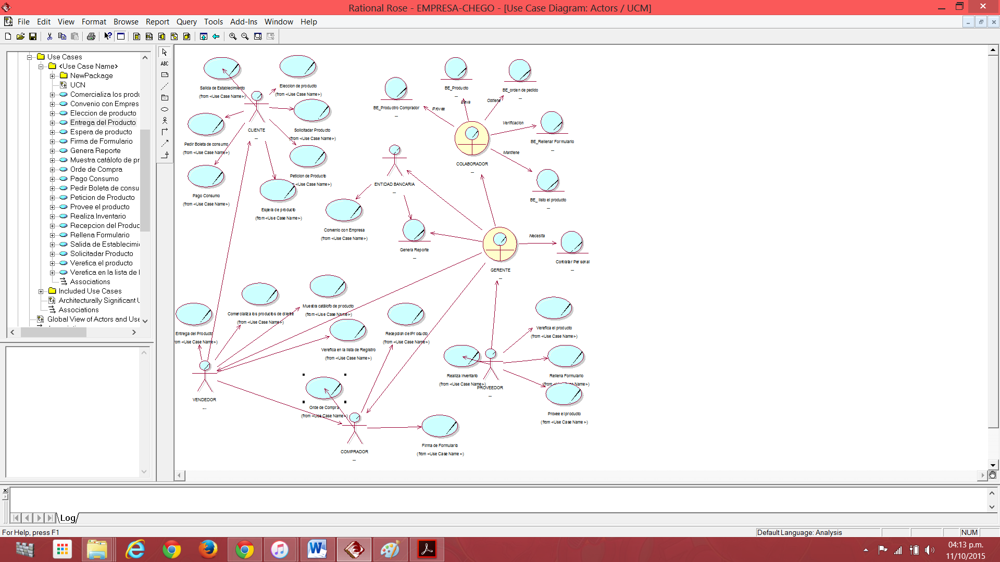 Rational Rose - EMPRESA-CHEGO - [Use Case Diagram: Actors / UCM]
File Edit View Format Browse Report Query Tools Add-Ins Window Help
ABC
Use Cases
<Use Case Name>
NewPackage
UCN
Comercializa los produ
Convenio con Empres
Eleccion de producto
Entrega del Producto
Espera de producto
Firma de Formulario
Genera Reporte
Muestra catálofo de pr
Orde de Compra
Pago Consumo
Pedir Boleta de consu
Peticion de Producto
Provee el producto
Realiza Inventario
Recepcion del Produc
Rellena Formulario
Salida de Establecimie
Solicitadar Producto
Verefica el producto
Verefica en la lista de
Associations
Included Use Cases
Architecturally Significant U
Associations
Global View of Actors and Use
Salida de Establecimiento
(from <Use Case Name>)
Eleccion de producto
(from <Use Case Name>)
CLIENTE
Solicitadar Producto
(from <Use Case Name>)
Pedir Boleta de consumo
(from <Use Case Name>)
Peticion de Producto
<Use Case Name>)
Pago Consumo
(from <Use Case Name>)
Espera de producto
(from <Use Case Name>)
BE_Productro Comprador
BE_Producto
BE_orden de pedido
Provee
Lleva
Obtiene
Verificacion
BE_Rellenar Formulario
Mantiene
COLABORADOR
BE_ listo el producto
ENTIDAD BANCARIA
Convenio con Empresa
(from <Use Case Name>)
Genera Reporte
Necesita
Contratar Personal
GERENTE
Comercializa los productos de cliente
(from <Use Case Name>)
Muestra catálofo de producto
(from <Use Case Name>)
Entrega del Producto
rom <Use Case Name>)
Verefica en la lista de Registro
(from <Use Case Name>)
Recepcion del Producto
(from <Use Case Name>)
Verefica el producto
(from <Use Case Name>)
Realiza Inventario
(from <Use Case Name>)
PROVEEDOR
Rellena Formulario
Provee el producto
(from <Use Case Name>)
VENDEDOR
Orde de Compra
(from <Use Case Name>)
COMPRADOR
Firma de Formulario
(from <Use Case Name>)
Log
For Help, press F1
Default Language: Analysis
NUM
04:13 p.m.
11/10/2015